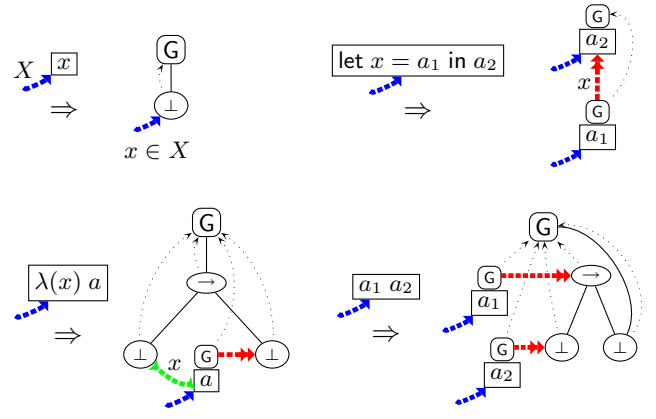 X x
⇒
G
⊥
x ∈ X
let x = a₁ in a₂
⇒
G
a₂
x
G
a₁
λ(x) a
⇒
G
→
⊥ x G ⊥
a
a₁ a₂
⇒
G
G →
a₁
G ⊥ ⊥
a₂